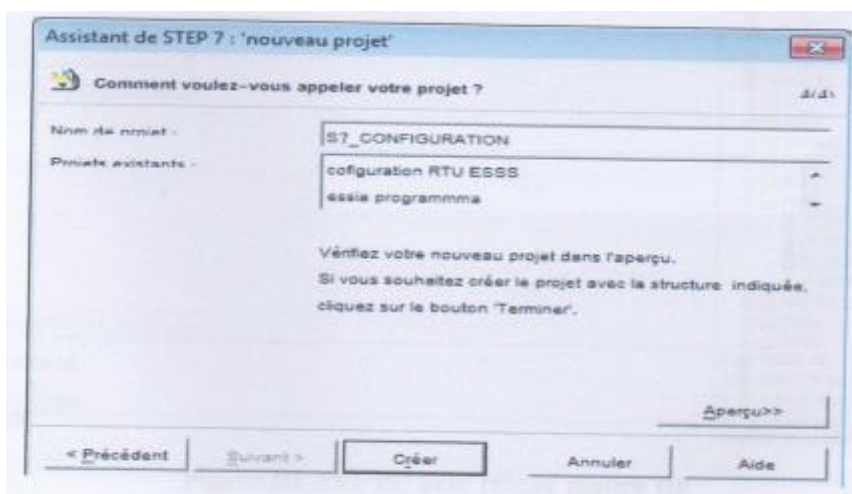 Assistant de STEP 7 : 'nouveau projet'
Comment voulez-vous appeler votre projet ?
4(4)
Nom de projet :
S7_CONFIGURATION
Projets existants :
cofiguration RTU ESSS
essia programmma
Vérifiez votre nouveau projet dans l'aperçu.
Si vous souhaitez créer le projet avec la structure indiquée,
cliquez sur le bouton 'Terminer'.
Aperçu>>
< Précédent Suivant > Créer Annuler Aide